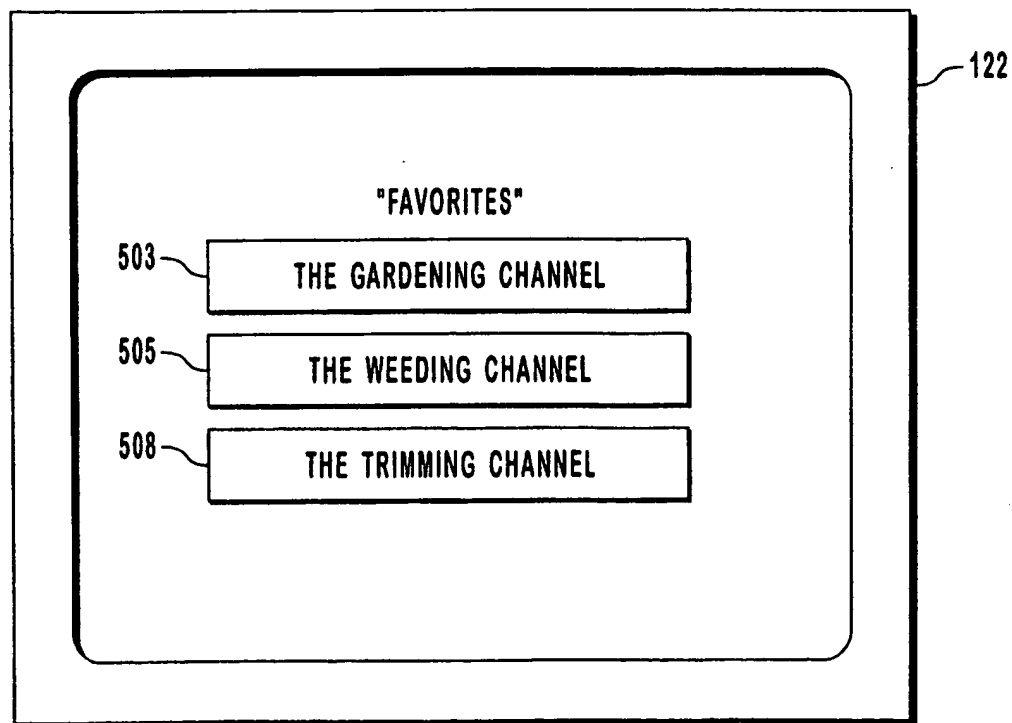 122
"FAVORITES"
503
THE GARDENING CHANNEL
505
THE WEEDING CHANNEL
508
THE TRIMMING CHANNEL